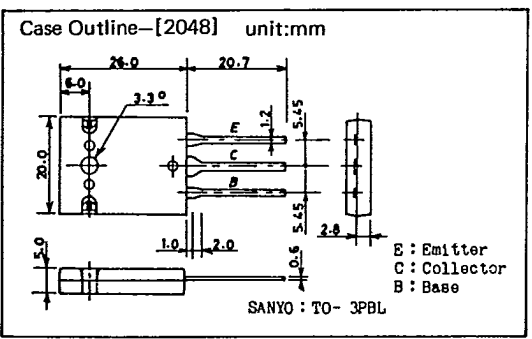 Case Outline—[2048] unit:mm
26.0 20.7
6.0
3.3°
E
1.2
5.45
20.0
C
B
5.45
1.0 2.0
2.8
5.0
0.6
E : Emitter
C : Collector
B : Base
SANYO : TO- 3PBL